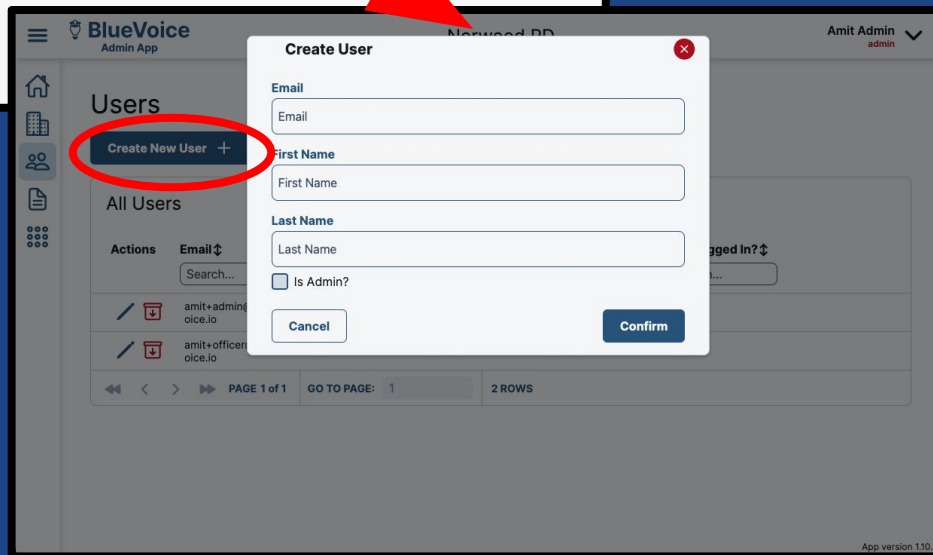 BlueVoice
Admin App
Norwood PD
Amit Admin
admin
Create User
Email
Email
Users
Create New User +
First Name
First Name
All Users
Last Name
Last Name
Actions Email
gged In?
Search...
Is Admin?
amit+admin@
oice.io
Cancel
Confirm
amit+officer
oice.io
PAGE 1 of 1
GO TO PAGE: 1
2 ROWS
App version 1.10.